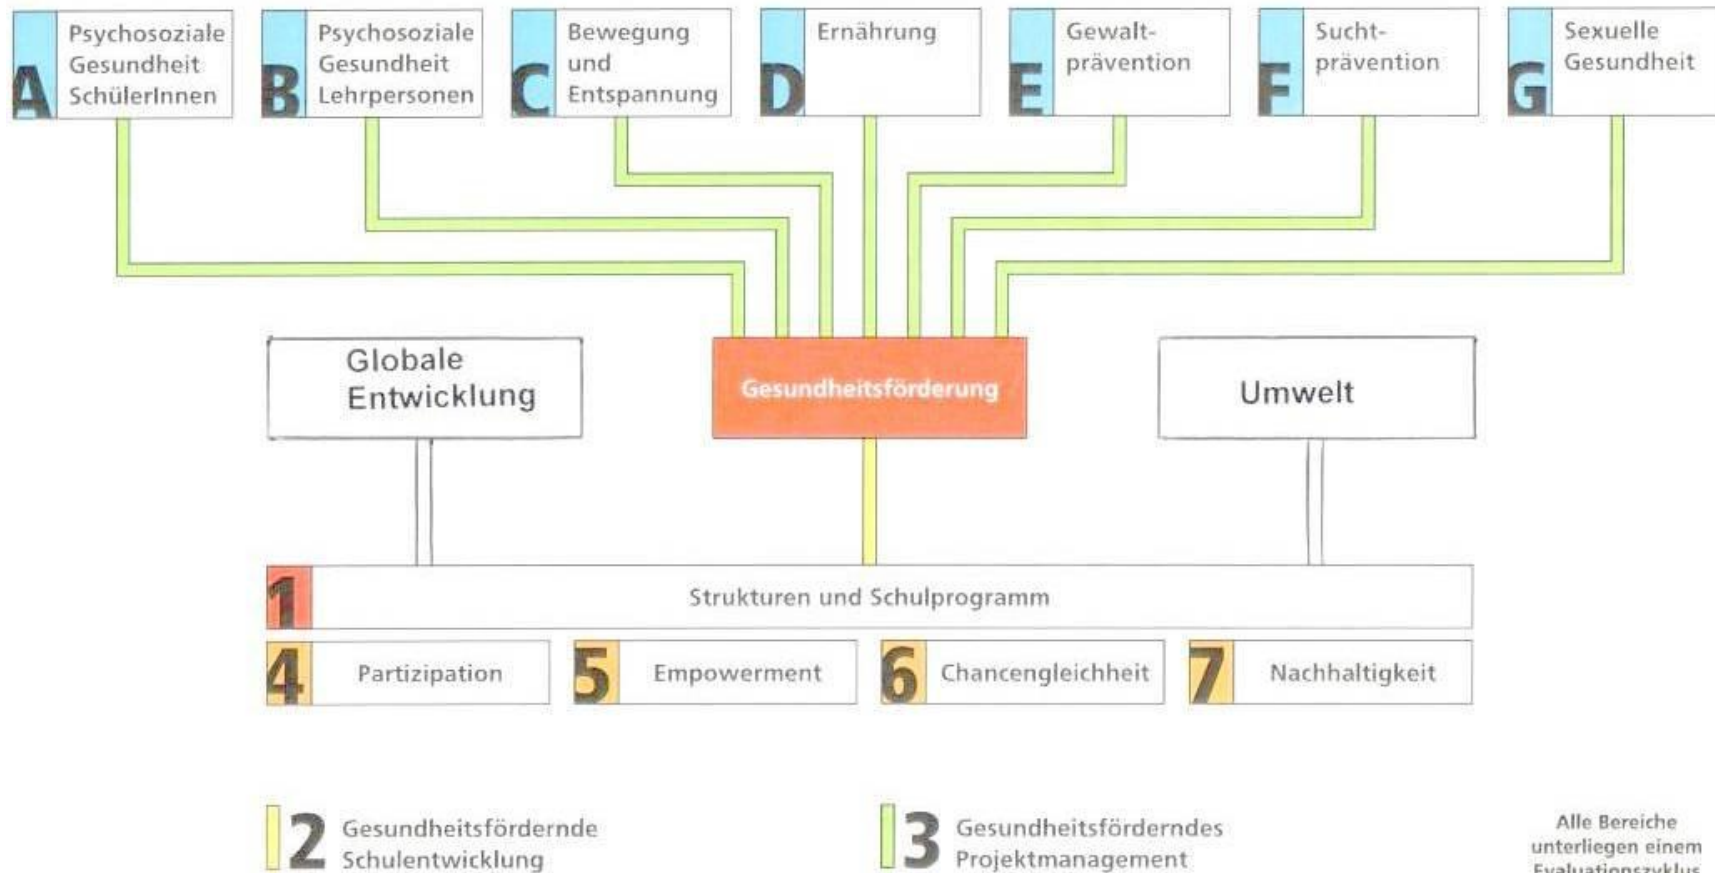 A
Psychosoziale
Gesundheit
SchülerInnen
B
Psychosoziale
Gesundheit
Lehrpersonen
C
Bewegung
und
Entspannung
D
Ernährung
E
Gewalt-
prävention
F
Sucht-
prävention
G
Sexuelle
Gesundheit
Globale
Entwicklung
Gesundheitsförderung
Umwelt
1
Strukturen und Schulprogramm
4
Partizipation
5
Empowerment
6
Chancengleichheit
7
Nachhaltigkeit
2
Gesundheitsfördernde
Schulentwicklung
3
Gesundheitsförderndes
Projektmanagement
Alle Bereiche
unterliegen einem
Evaluationszyklus